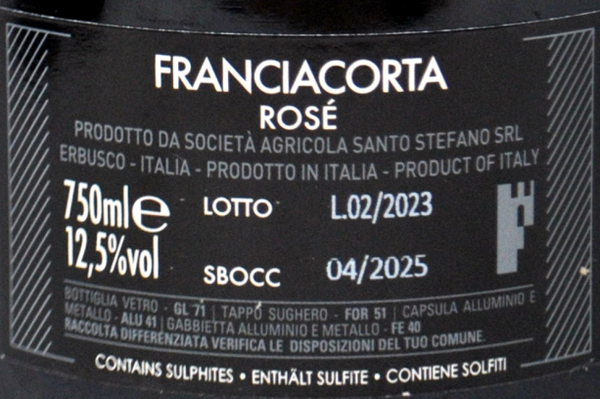 FRANCIACORTA
ROSÉ
PRODOTTO DA SOCIETÀ AGRICOLA SANTO STEFANO SRL
ERBUSCO - ITALIA - PRODOTTO IN ITALIA - PRODUCT OF ITALY
750ml e LOTTO L.02/2023
12,5%vol SBOCC 04/2025
BOTTIGLIA VETRO - GL 71 | TAPPO SUGHERO - FOR 51 | CAPSULA ALLUMINIO E
METALLO - ALU 41 | GABBIETTA ALLUMINIO E METALLO - FE 40
RACCOLTA DIFFERENZIATA VERIFICA LE DISPOSIZIONI DEL TUO COMUNE.
CONTAINS SULPHITES • ENTHÄLT SULFITE • CONTIENE SOLFITI